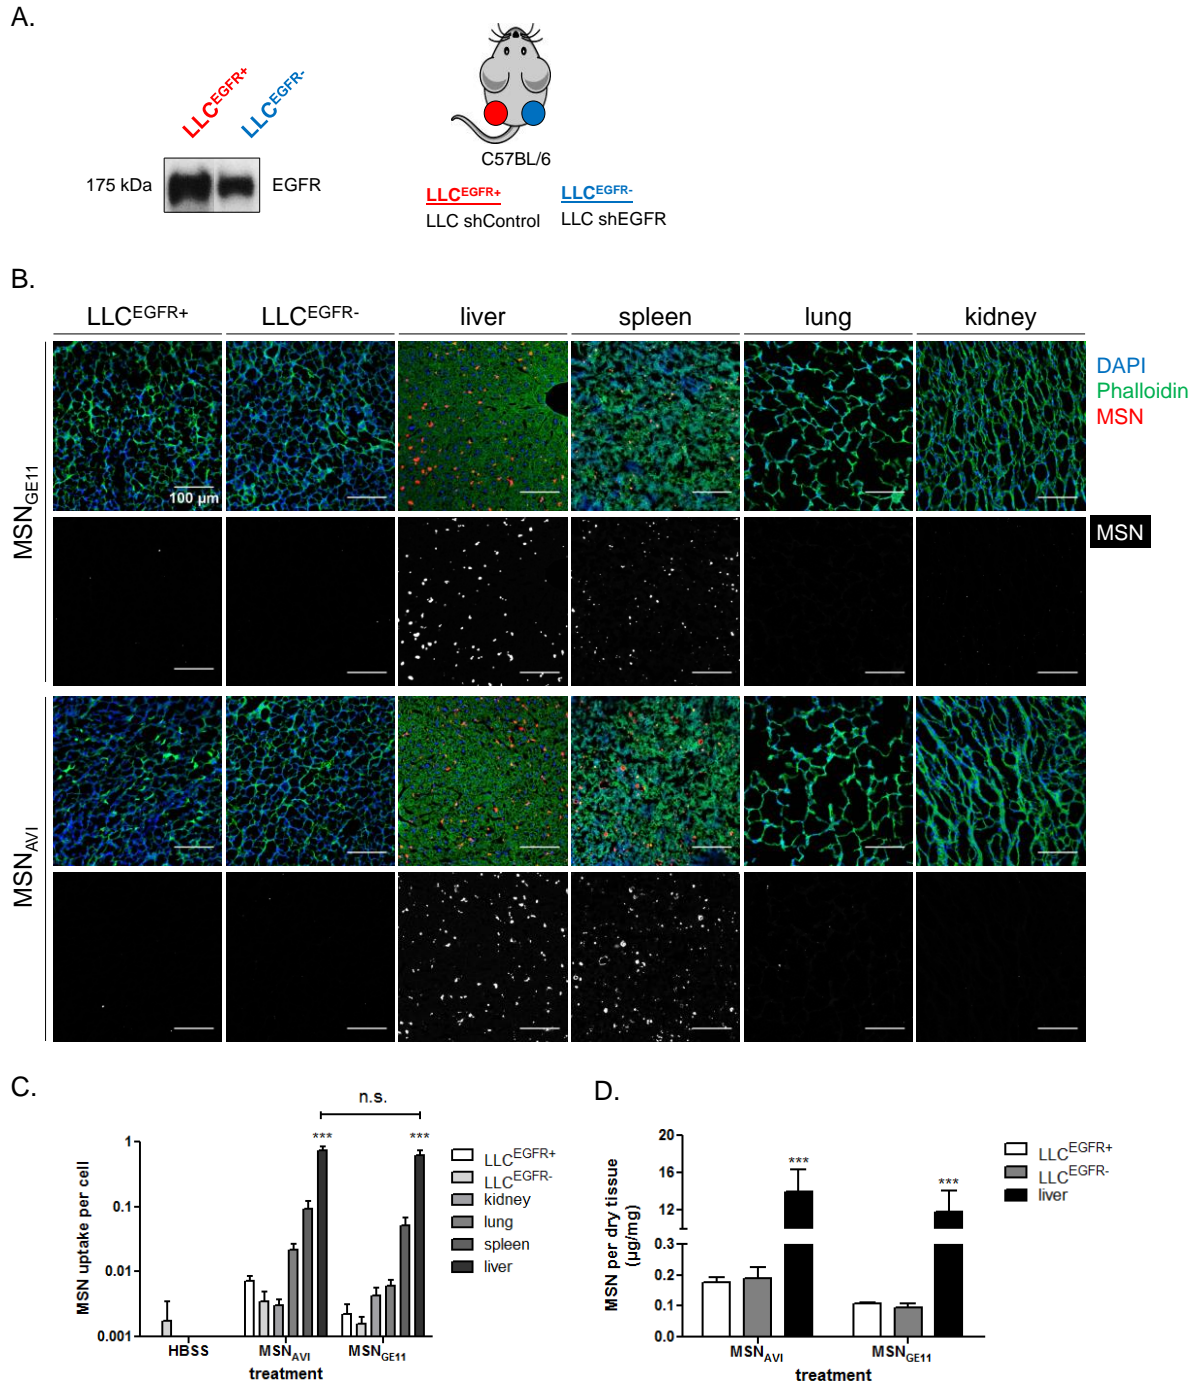 A.
LLCEGFR+
LLCEGFR-
175 kDa
EGFR
C57BL/6
LLCEGFR+
LLC shControl
LLCEGFR-
LLC shEGFR
B.
LLCEGFR+
LLCEGFR-
liver
spleen
lung
kidney
MSNGE11
100 µm
DAPI
Phalloidin
MSN
MSN
MSNAVI
C.
n.s.
***
***
MSN uptake per cell
1
0.1
0.01
0.001
HBSS
MSNAVI
MSNGE11
treatment
LLCEGFR+
LLCEGFR-
kidney
lung
spleen
liver
D.
MSN per dry tissue
(µg/mg)
20
16
12
0.3
0.2
0.1
0.0
***
***
MSNAVI
MSNGE11
treatment
LLCEGFR+
LLCEGFR-
liver